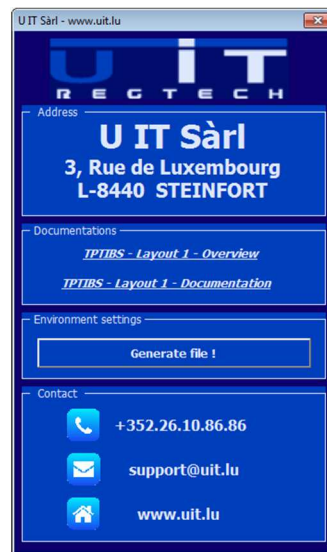 U IT Sàrl - www.uit.lu
U IT
REGTECH
Address
U IT Sàrl
3, Rue de Luxembourg
L-8440 STEINFORT
Documentations
TPTIBS - Layout 1 - Overview
TPTIBS - Layout 1 - Documentation
Environment settings
Generate file !
Contact
+352.26.10.86.86
support@uit.lu
www.uit.lu